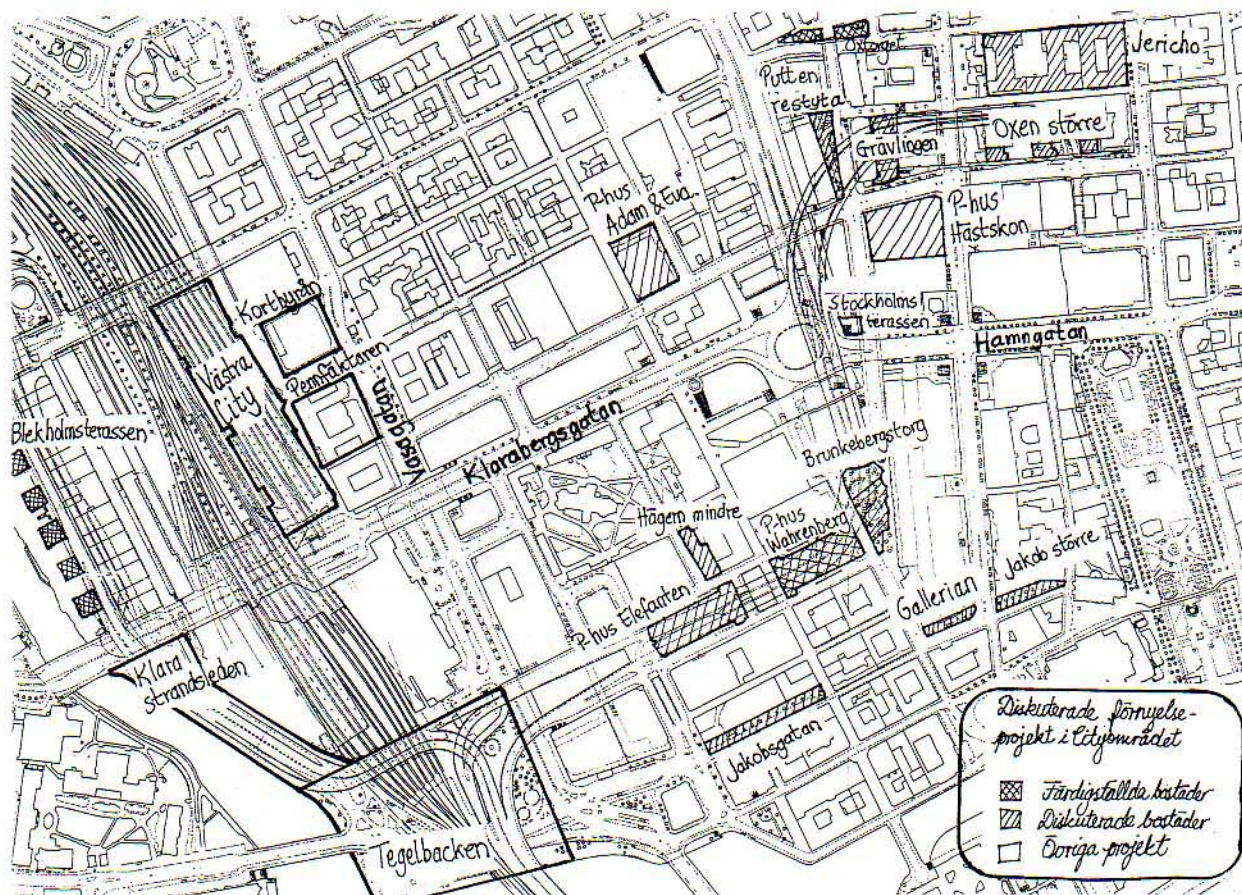 Oxtorget
Jericho
Putten
restyta
Grävlingen
Oxen större
P-hus
Adam & Eva.
P-hus
Hästskon
Kortbyrån
Stockholms
terassen
Hamngatan
Västra
City
Pennfäktaren
Vasagatan
Klarabergsgatan
Blekholmsterassen
Brunkebergstorg
Hägern mindre
P-hus
Wahrenberg
Jakob större
Gallerian
P-hus Elefanten
Klara
strandsleden
Jakobsgatan
Tegelbacken
Diskuterade förnyelse-
projekt i Cityområdet
Färdigställda bostäder
Diskuterade bostäder
Övriga projekt